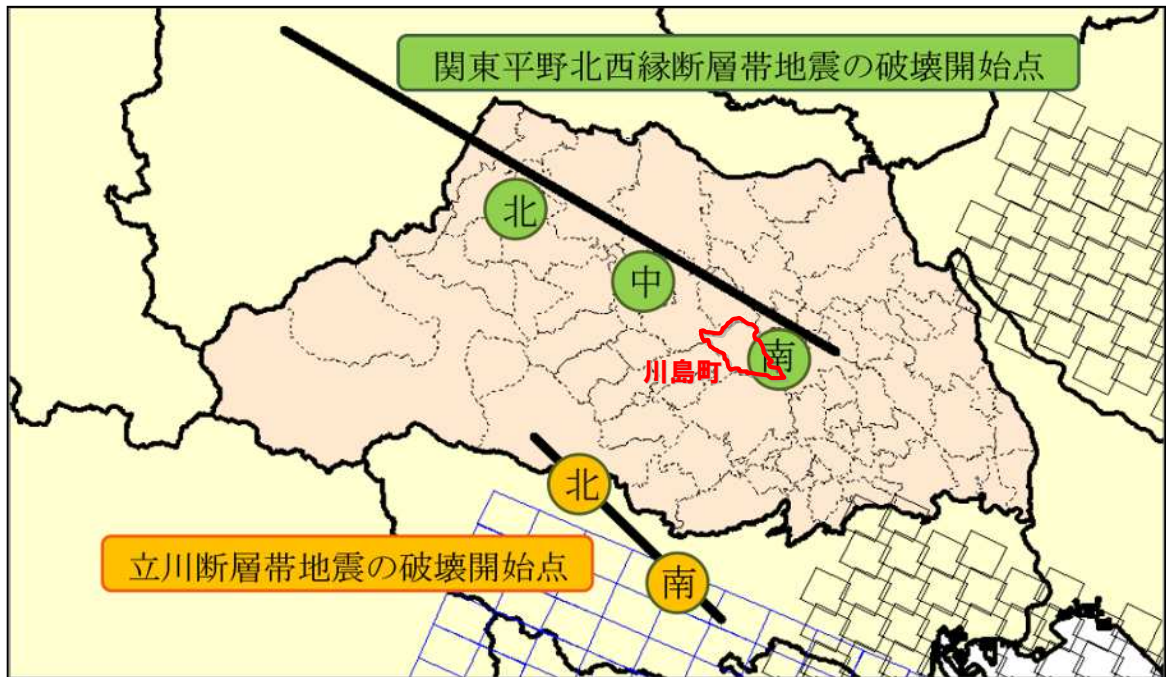 関東平野北西縁断層帯地震の破壊開始点
北
中
南
川島町
北
立川断層帯地震の破壊開始点
南